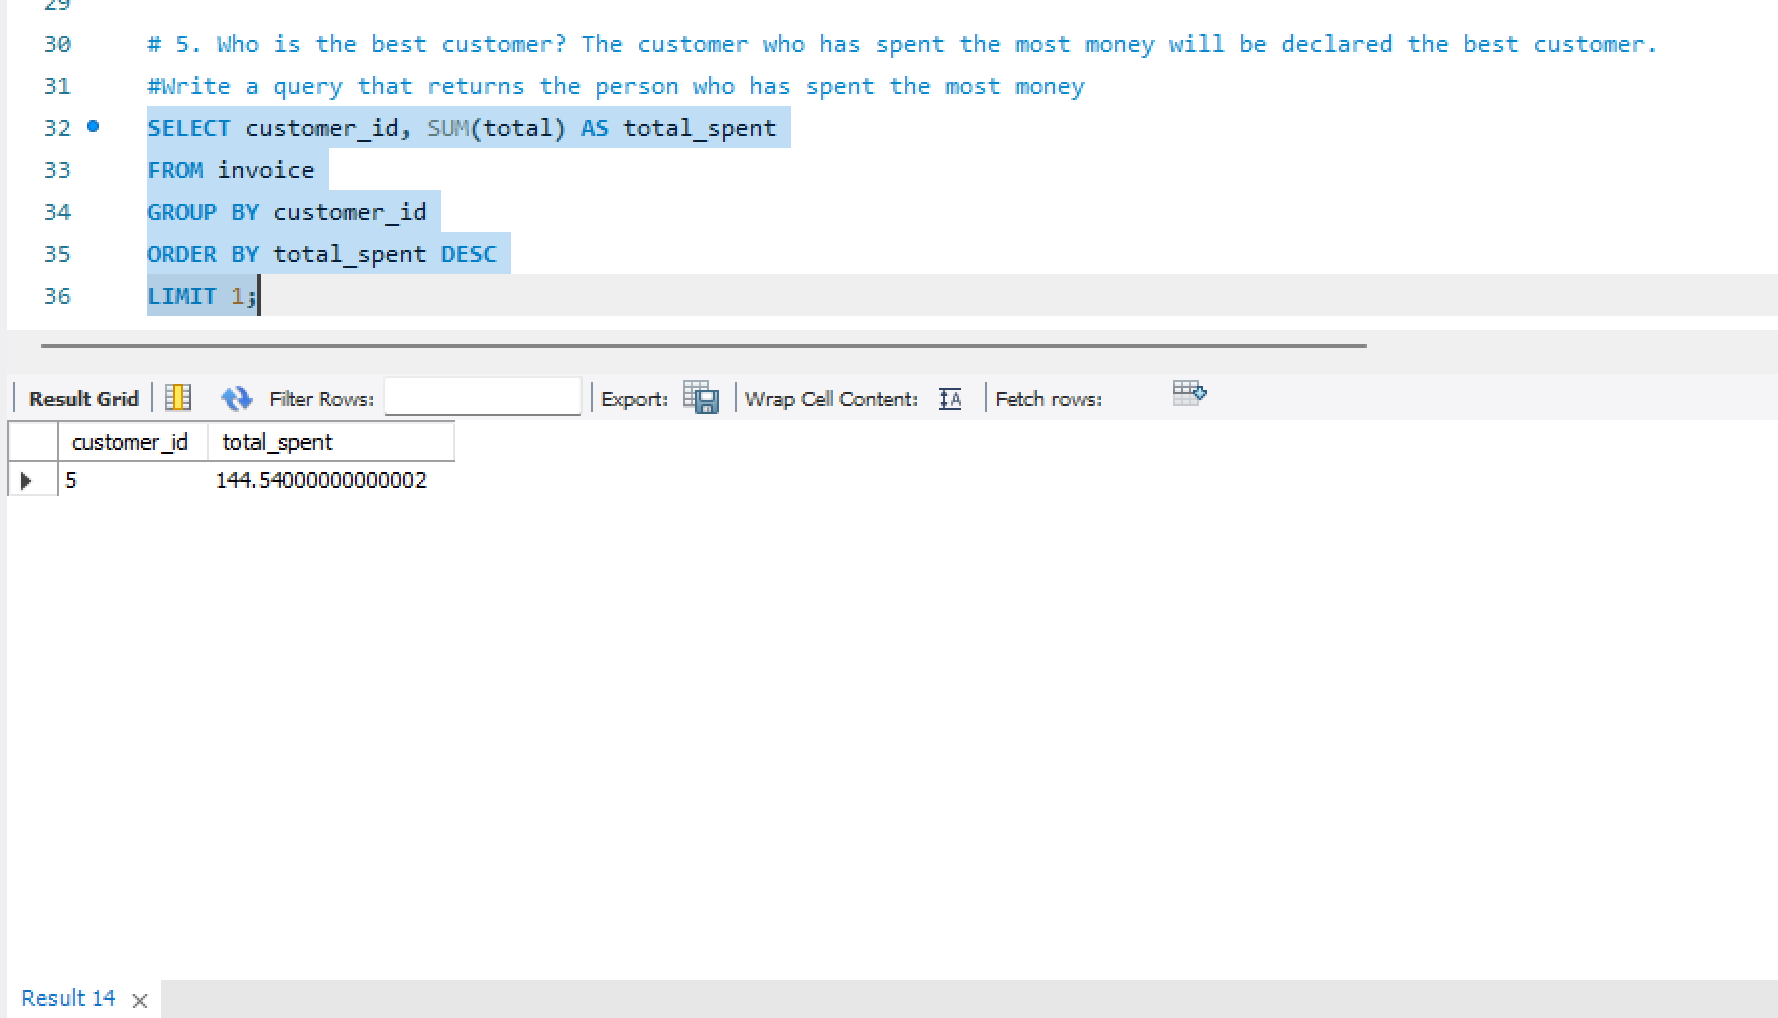 29
30 # 5. Who is the best customer? The customer who has spent the most money will be declared the best customer.
31 #Write a query that returns the person who has spent the most money
32 SELECT customer_id, SUM(total) AS total_spent
33 FROM invoice
34 GROUP BY customer_id
35 ORDER BY total_spent DESC
36 LIMIT 1;
Result Grid Filter Rows: Export: Wrap Cell Content: IA Fetch rows:
customer_id total_spent
5 144.54000000000002
Result 14 ×